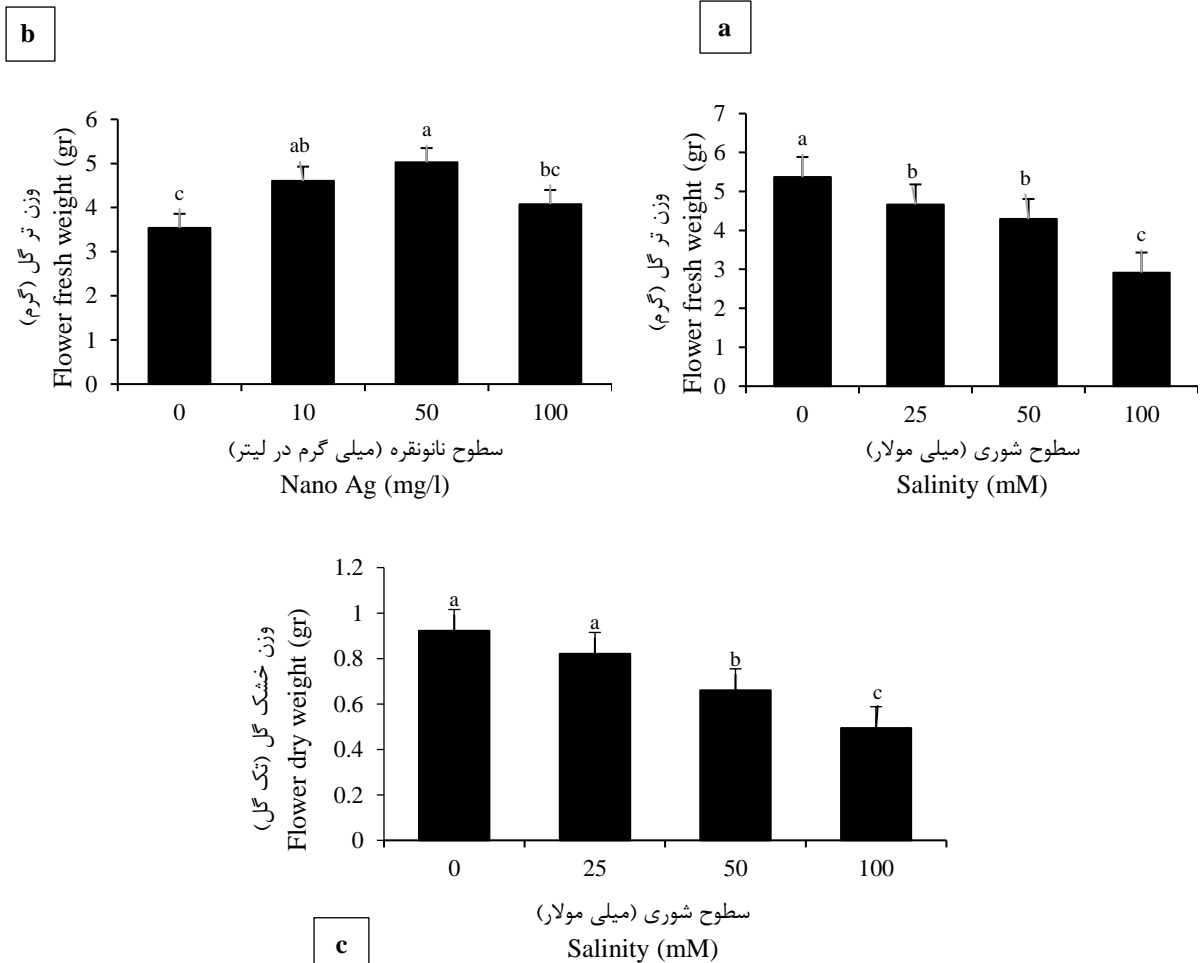 b
a
وزن تر گل (گرم)
Flower fresh weight (gr)
6
5
4
3
2
1
0
c
ab
a
bc
0 10 50 100
سطوح نانونقره (میلی گرم در لیتر)
Nano Ag (mg/l)
وزن تر گل (گرم)
Flower fresh weight (gr)
7
6
5
4
3
2
1
0
a
b
b
c
0 25 50 100
سطوح شوری (میلی مولار)
Salinity (mM)
وزن خشک گل (تک گل)
Flower dry weight (gr)
1.2
1
0.8
0.6
0.4
0.2
0
a
a
b
c
0 25 50 100
سطوح شوری (میلی مولار)
Salinity (mM)
c